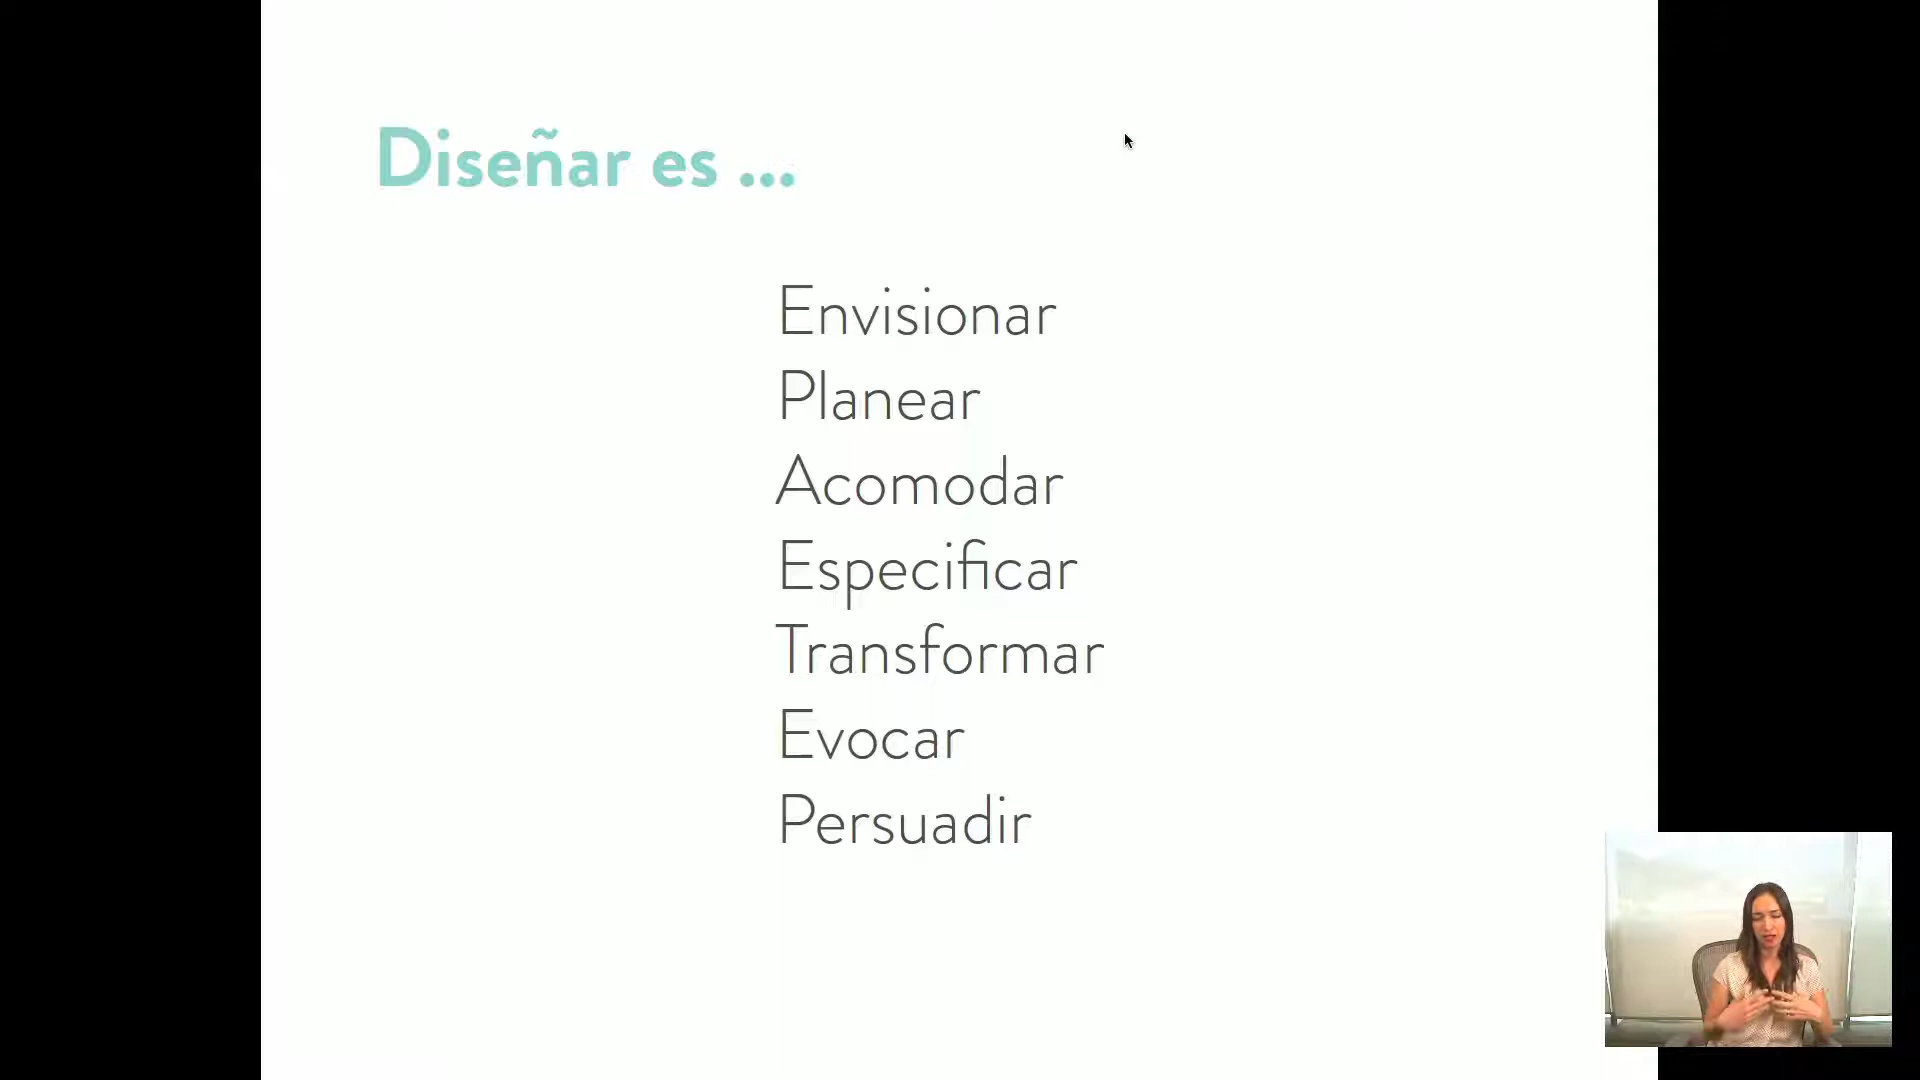 Diseñar es ...
Envisionar
Planear
Acomodar
Especificar
Transformar
Evocar
Persuadir